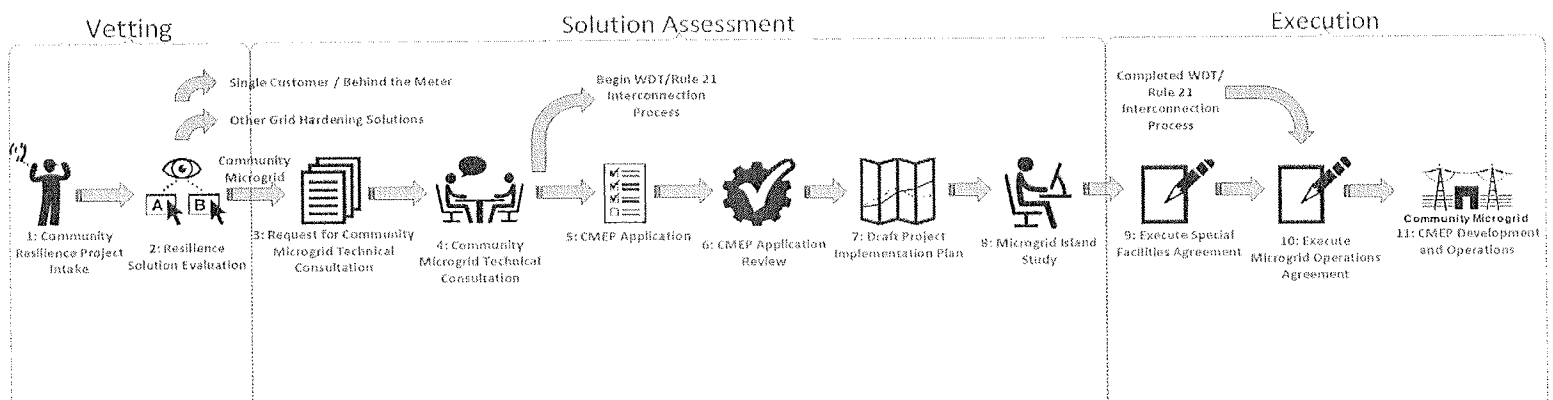 Vetting
Solution Assessment
Execution
Single Customer / Behind the Meter
Other Grid Hardening Solutions
Community
Microgrid
Begin WDT/Rule 21
Interconnection
Process
Completed WDT/
Rule 21
Interconnection
Process
A
B
1: Community
Resilience Project
Intake
2: Resilience
Solution Evaluation
3: Request for Community
Microgrid Technical
Consultation
4: Community
Microgrid Technical
Consultation
5: CMEP Application
6: CMEP Application
Review
7: Draft Project
Implementation Plan
8: Microgrid Island
Study
9: Execute Special
Facilities Agreement
10: Execute
Microgrid Operations
Agreement
Community Microgrid
11: CMEP Development
and Operations